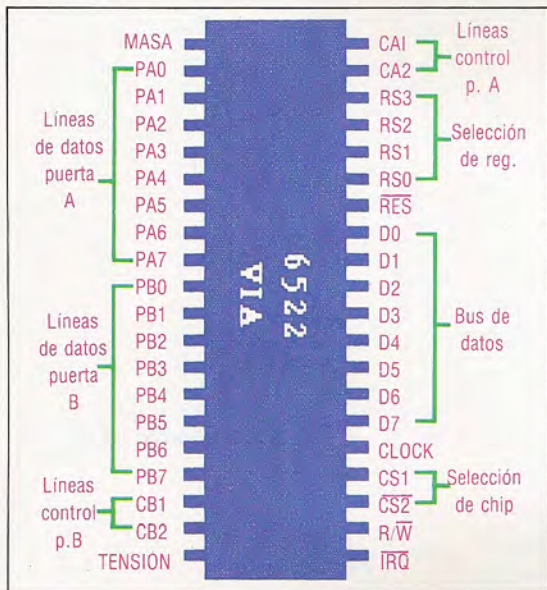 MASA
PA0
PA1
PA2
PA3
PA4
PA5
PA6
PA7
PB0
PB1
PB2
PB3
PB4
PB5
PB6
PB7
CB1
CB2
TENSION
Líneas
de datos
puerta
A
Líneas
de datos
puerta
B
Líneas
control
p.B
6522
VIA
CA1
CA2
RS3
RS2
RS1
RS0
RES
D0
D1
D2
D3
D4
D5
D6
D7
CLOCK
CS1
CS2
R/W
IRQ
Líneas
control
p. A
Selección
de reg.
Bus de
datos
Selección
de chip